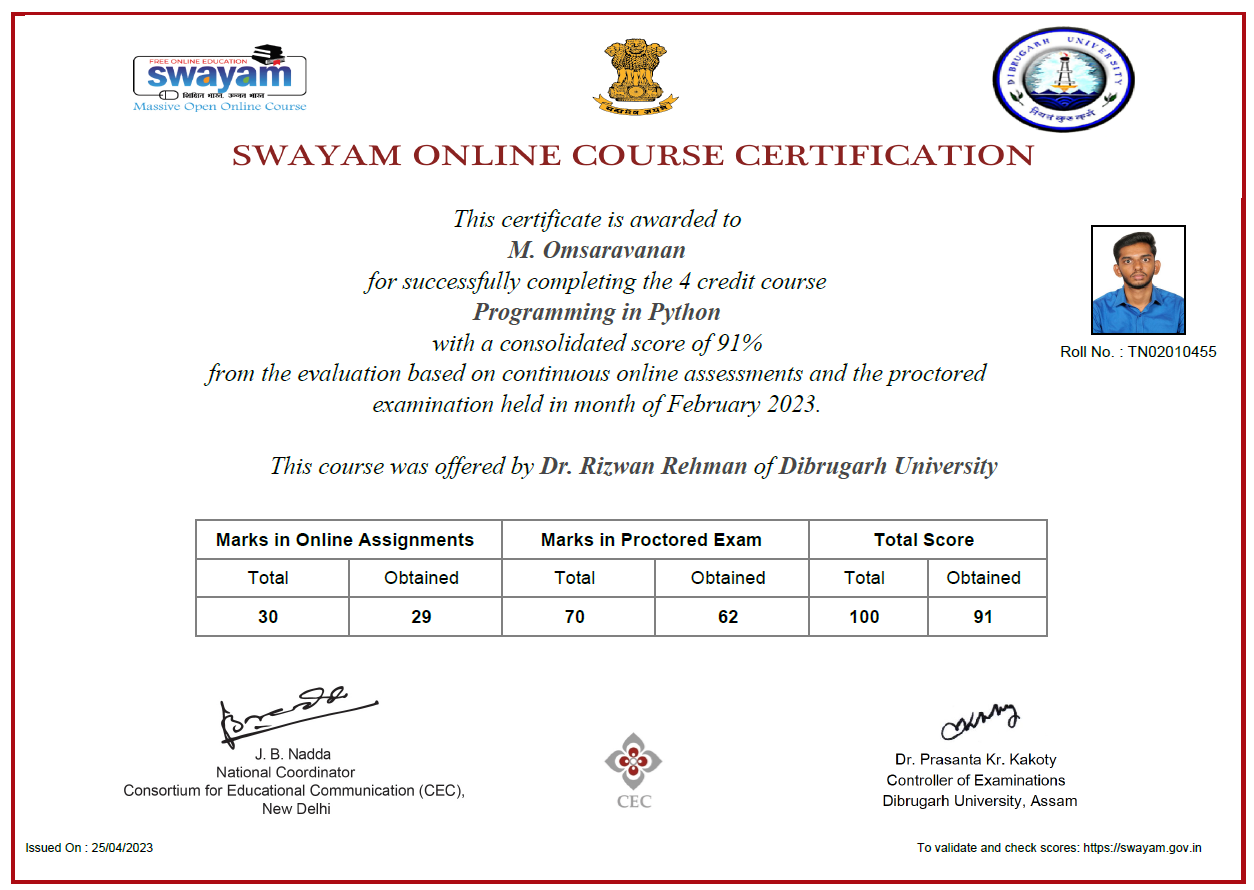 FREE ONLINE EDUCATION
swayam
शिक्षित भारत, उन्नत भारत
Massive Open Online Course
सत्यमेव जयते
DIBRUGARH UNIVERSITY
नियतं कुरु कर्म
SWAYAM ONLINE COURSE CERTIFICATION
This certificate is awarded to
M. Omsaravanan
for successfully completing the 4 credit course
Programming in Python
with a consolidated score of 91%
from the evaluation based on continuous online assessments and the proctored
examination held in month of February 2023.
Roll No. : TN02010455
This course was offered by Dr. Rizwan Rehman of Dibrugarh University
Marks in Online Assignments Marks in Proctored Exam Total Score
Total Obtained Total Obtained Total Obtained
30 29 70 62 100 91
J. B. Nadda
National Coordinator
Consortium for Educational Communication (CEC),
New Delhi
CEC
Dr. Prasanta Kr. Kakoty
Controller of Examinations
Dibrugarh University, Assam
Issued On : 25/04/2023
To validate and check scores: https://swayam.gov.in